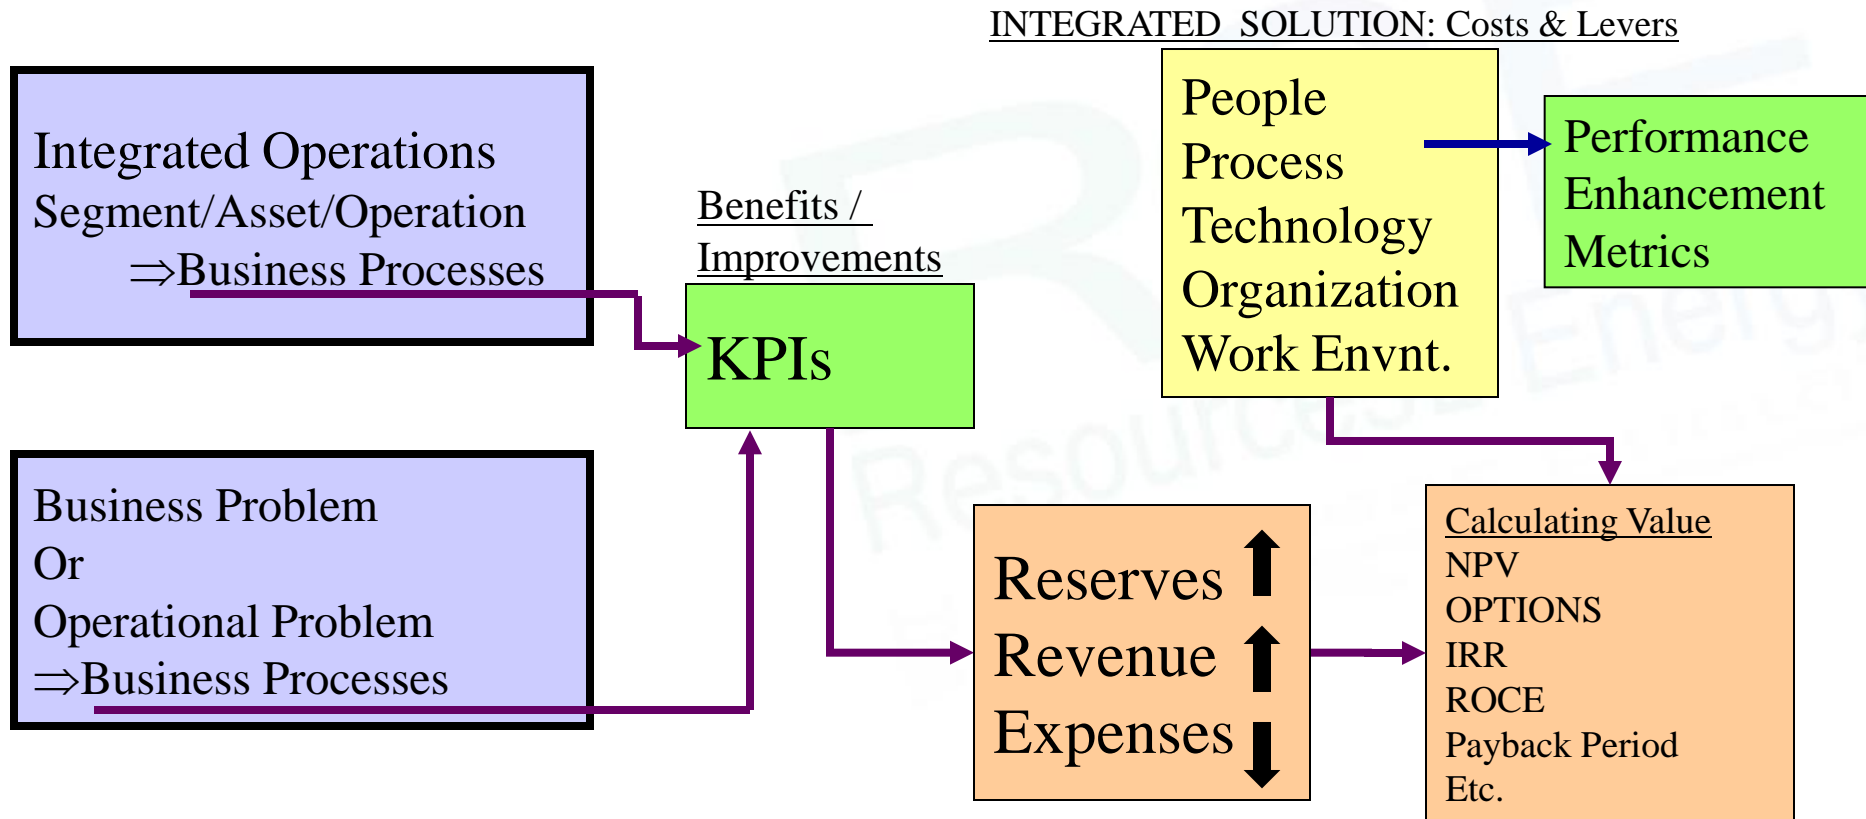 INTEGRATED SOLUTION: Costs & Levers
Integrated Operations
Segment/Asset/Operation
⇒Business Processes
Business Problem
Or
Operational Problem
⇒Business Processes
Benefits /
Improvements
KPIs
People
Process
Technology
Organization
Work Envnt.
Performance
Enhancement
Metrics
Reserves
Revenue
Expenses
Calculating Value
NPV
OPTIONS
IRR
ROCE
Payback Period
Etc.
Resources
Energy